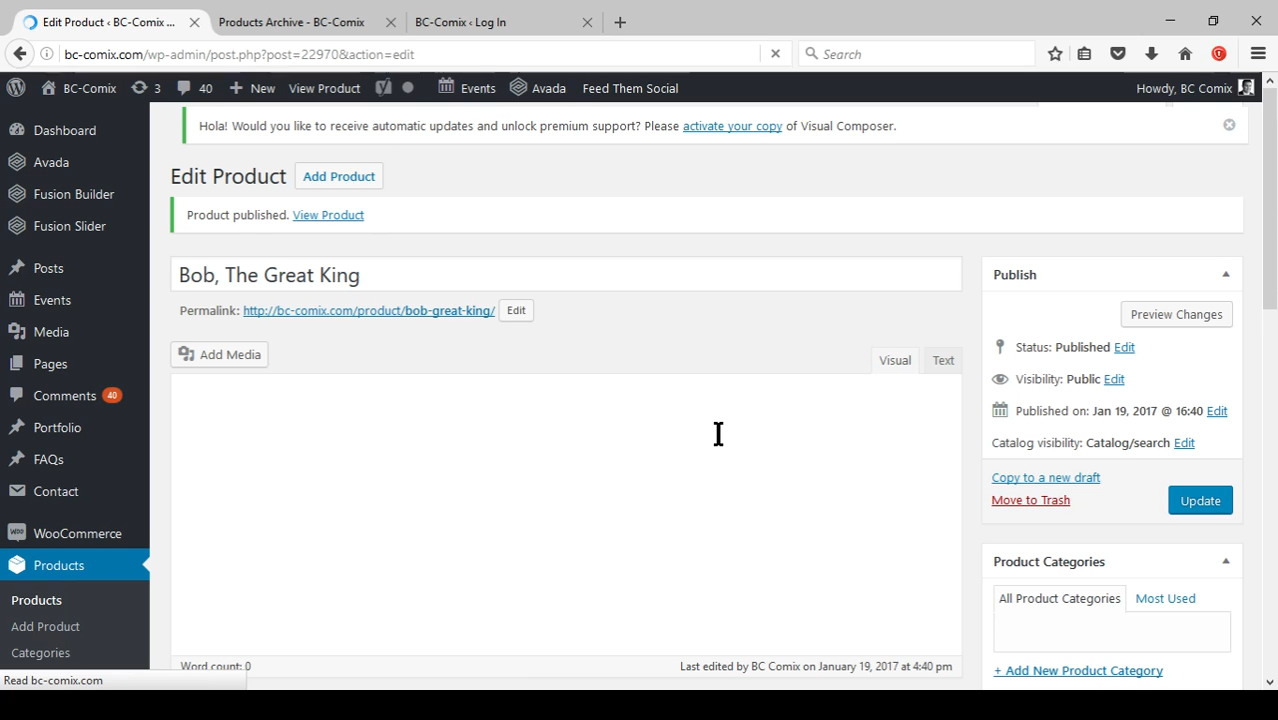 Edit Product ‹ BC-Comix ...
Products Archive - BC-Comix
BC-Comix ‹ Log In
bc-comix.com/wp-admin/post.php?post=22970&action=edit
Search
BC-Comix 3 40 New View Product Events Avada Feed Them Social Howdy, BC Comix
Dashboard
Avada
Fusion Builder
Fusion Slider
Posts
Events
Media
Pages
Comments 40
Portfolio
FAQs
Contact
WooCommerce
Products
Products
Add Product
Categories
Read bc-comix.com
Hola! Would you like to receive automatic updates and unlock premium support? Please activate your copy of Visual Composer.
Edit Product Add Product
Product published. View Product
Bob, The Great King
Permalink: http://bc-comix.com/product/bob-great-king/ Edit
Add Media
Visual Text
Word count: 0 Last edited by BC Comix on January 19, 2017 at 4:40 pm
Publish
Preview Changes
Status: Published Edit
Visibility: Public Edit
Published on: Jan 19, 2017 @ 16:40 Edit
Catalog visibility: Catalog/search Edit
Copy to a new draft
Move to Trash
Update
Product Categories
All Product Categories Most Used
+ Add New Product Category